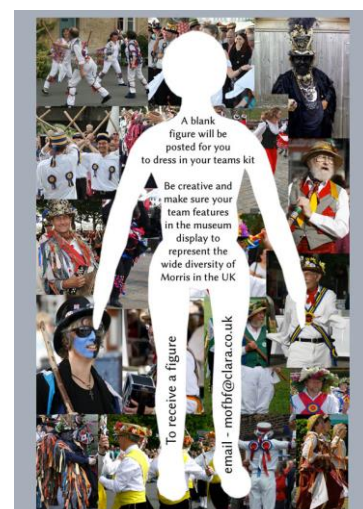 A blank
figure will be
posted for you
to dress in your teams kit
Be creative and
make sure your
team features
in the museum
display to
represent the
wide diversity of
Morris in the UK
To receive a figure
email - mofbf@clara.co.uk